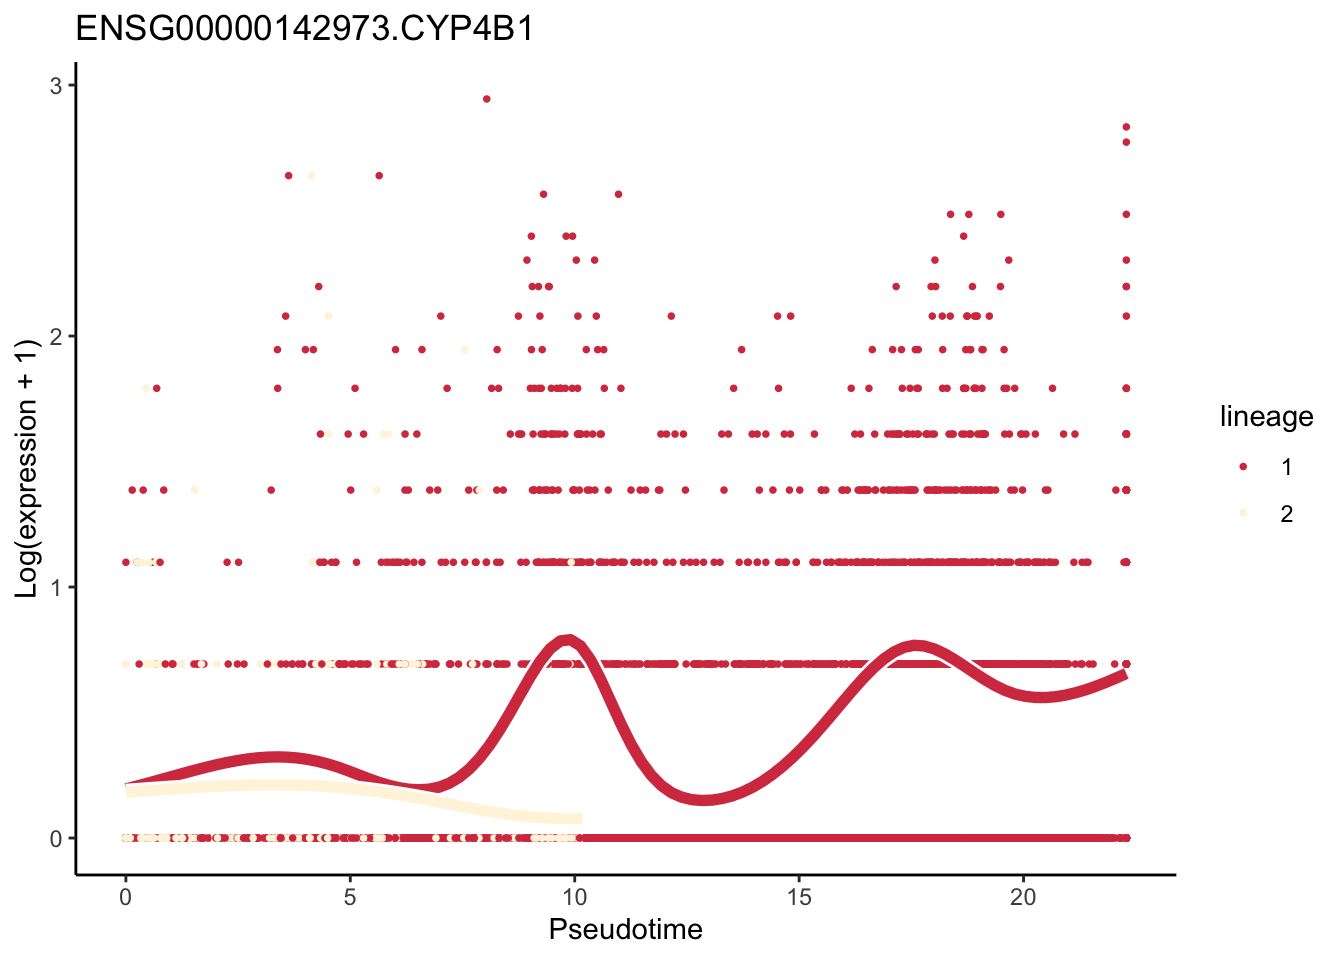 ENSG00000142973.CYP4B1
3
2
1
0
Log(expression + 1)
0 5 10 15 20
Pseudotime
lineage
1
2